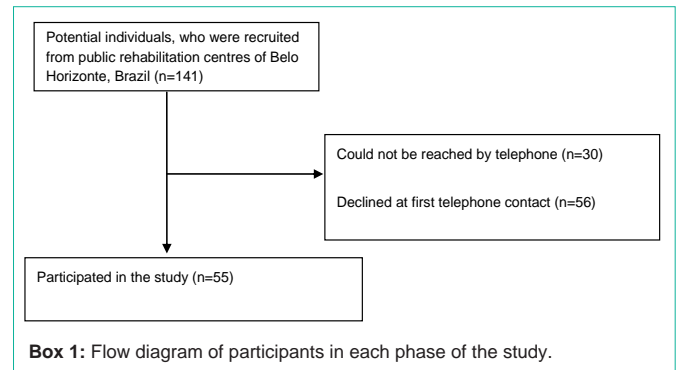 Potential individuals, who were recruited
from public rehabilitation centres of Belo
Horizonte, Brazil (n=141)
Could not be reached by telephone (n=30)
Declined at first telephone contact (n=56)
Participated in the study (n=55)
Box 1: Flow diagram of participants in each phase of the study.